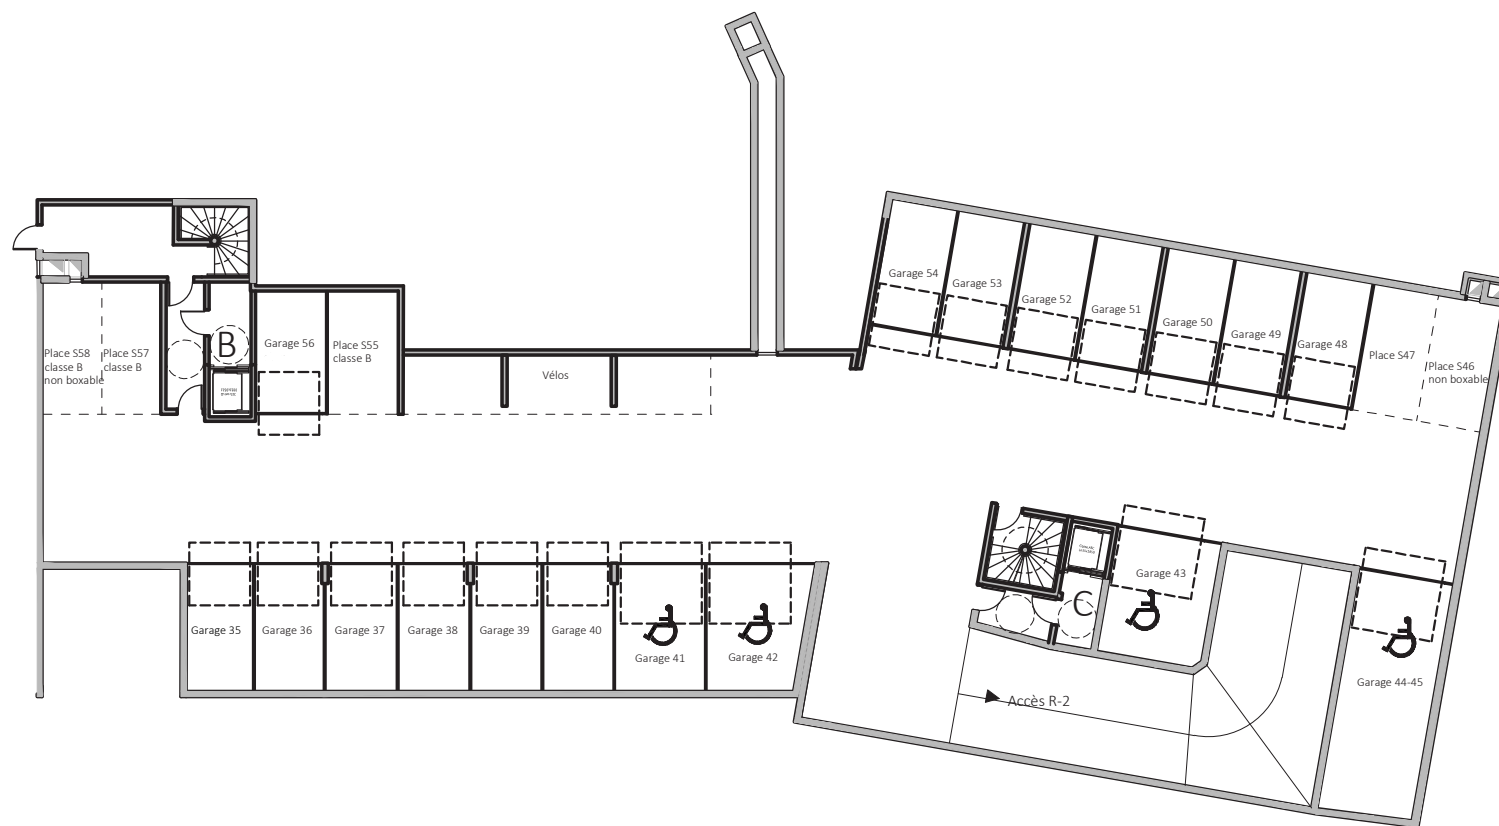 Garage 54
Garage 53
Garage 52
Garage 51
Garage 50
Garage 49
Garage 48
Place S47
Place S46
non boxable
Place S58
classe B
non boxable
Place S57
classe B
B
Garage 56
Place S55
classe B
Vélos
Garage 43
C
Garage 35
Garage 36
Garage 37
Garage 38
Garage 39
Garage 40
Garage 41
Garage 42
Garage 44-45
Accès R-2